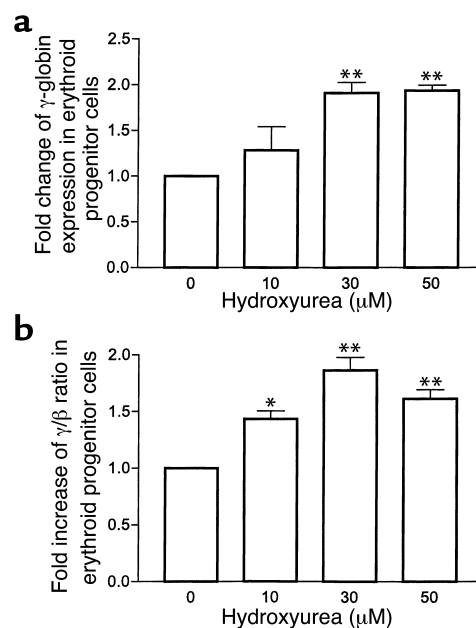 a
Fold change of γ-globin
expression in erythroid
progenitor cells
2.5
2.0
1.5
1.0
0.5
0.0
**
**
0
10
30
50
Hydroxyurea (μM)
b
Fold increase of γ/β ratio in
erythroid progenitor cells
2.0
1.5
1.0
0.5
0.0
*
**
**
0
10
30
50
Hydroxyurea (μM)